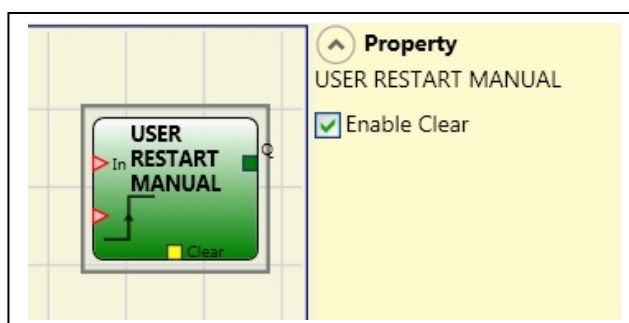 Property
USER RESTART MANUAL
Enable Clear
USER
RESTART
MANUAL
In
Q
Clear